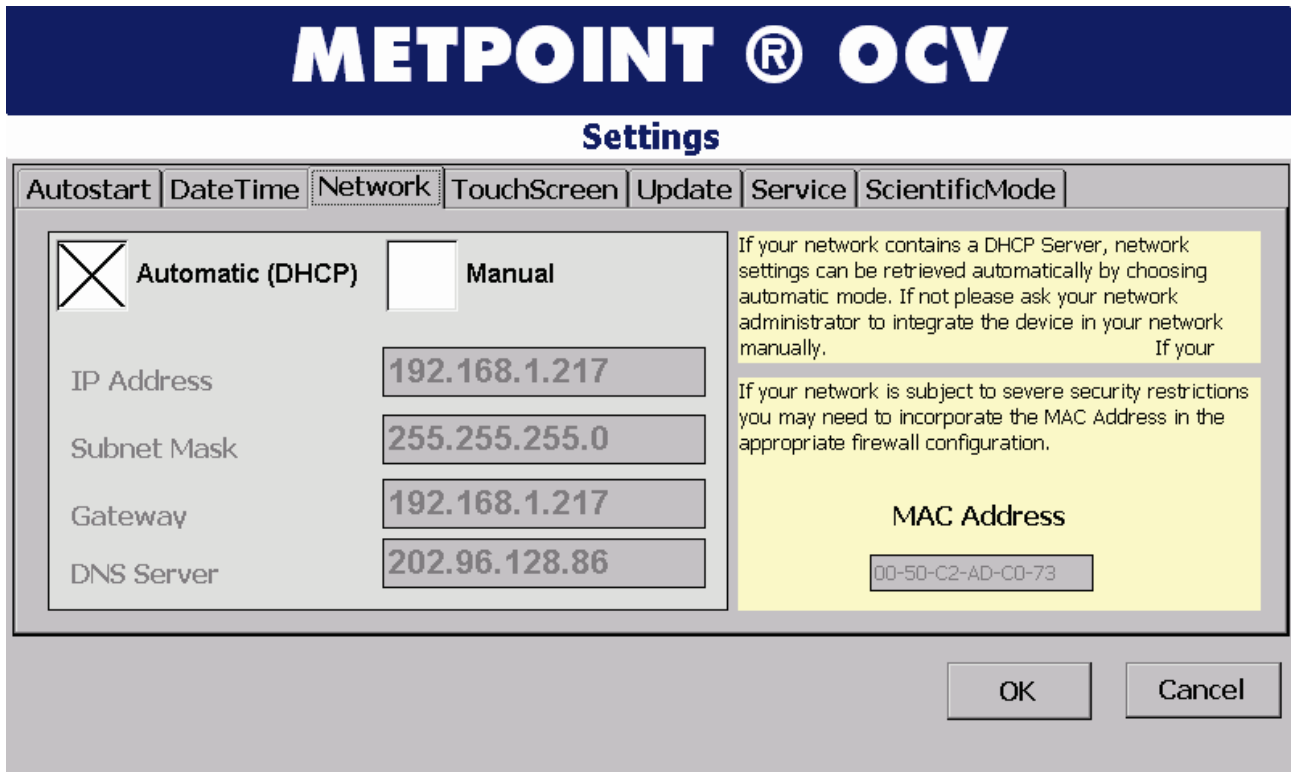 METPOINT ® OCV
Settings
Autostart DateTime Network TouchScreen Update Service ScientificMode
Automatic (DHCP) Manual
IP Address 192.168.1.217
Subnet Mask 255.255.255.0
Gateway 192.168.1.217
DNS Server 202.96.128.86
If your network contains a DHCP Server, network
settings can be retrieved automatically by choosing
automatic mode. If not please ask your network
administrator to integrate the device in your network
manually. If your
If your network is subject to severe security restrictions
you may need to incorporate the MAC Address in the
appropriate firewall configuration.
MAC Address
00-50-C2-AD-C0-73
OK Cancel